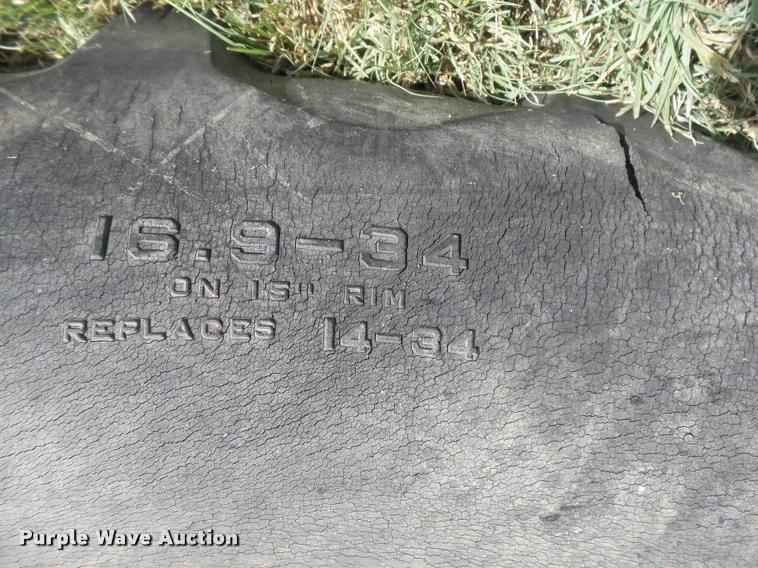 16.9-34
ON 15" RIM
REPLACES 14-34
Purple Wave Auction